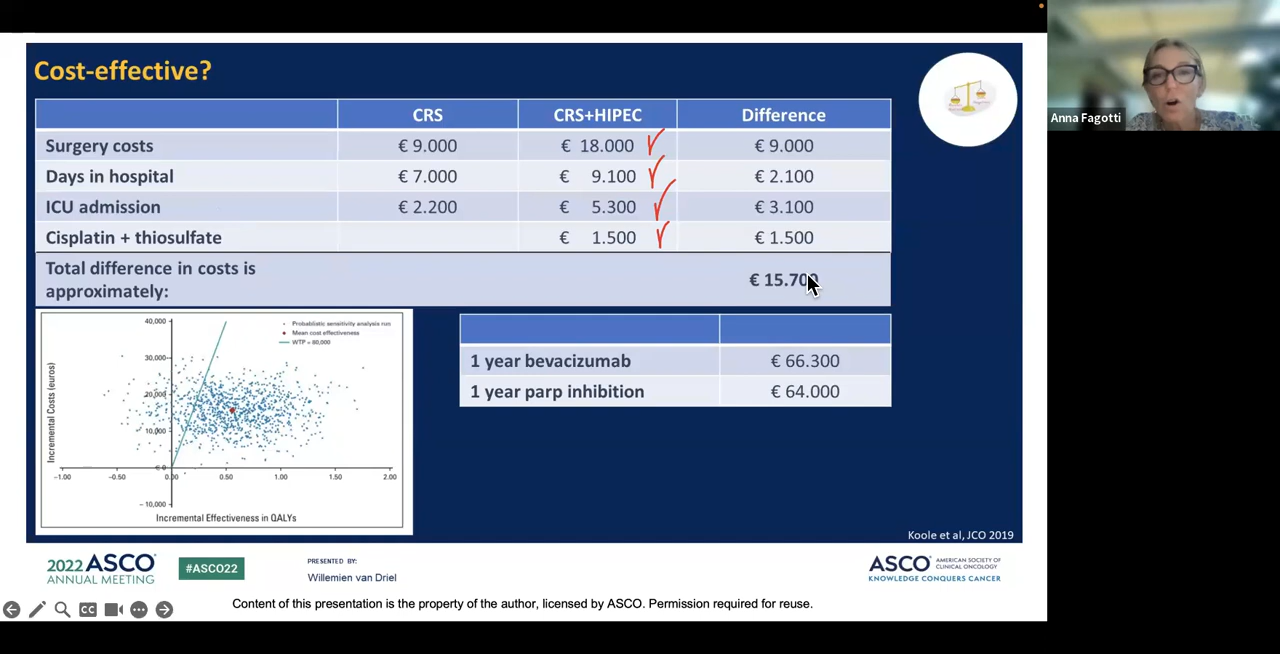 Cost-effective?
CRS CRS+HIPEC Difference
Surgery costs € 9.000 € 18.000 € 9.000
Days in hospital € 7.000 € 9.100 € 2.100
ICU admission € 2.200 € 5.300 € 3.100
Cisplatin + thiosulfate € 1.500 € 1.500
Total difference in costs is
approximately:
€ 15.700
40,000
30,000
20,000
10,000
€ 0
- 10,000
-1.00 -0.50 0.00 0.50 1.00 1.50 2.00
Incremental Costs (euros)
Incremental Effectiveness in QALYs
Probabilistic sensitivity analysis run
Mean cost effectiveness
WTP = 80,000
1 year bevacizumab € 66.300
1 year parp inhibition € 64.000
Koole et al, JCO 2019
2022 ASCO
ANNUAL MEETING
#ASCO22
PRESENTED BY:
Willemien van Driel
ASCO AMERICAN SOCIETY OF
CLINICAL ONCOLOGY
KNOWLEDGE CONQUERS CANCER
Content of this presentation is the property of the author, licensed by ASCO. Permission required for reuse.
CC
Anna Fagotti